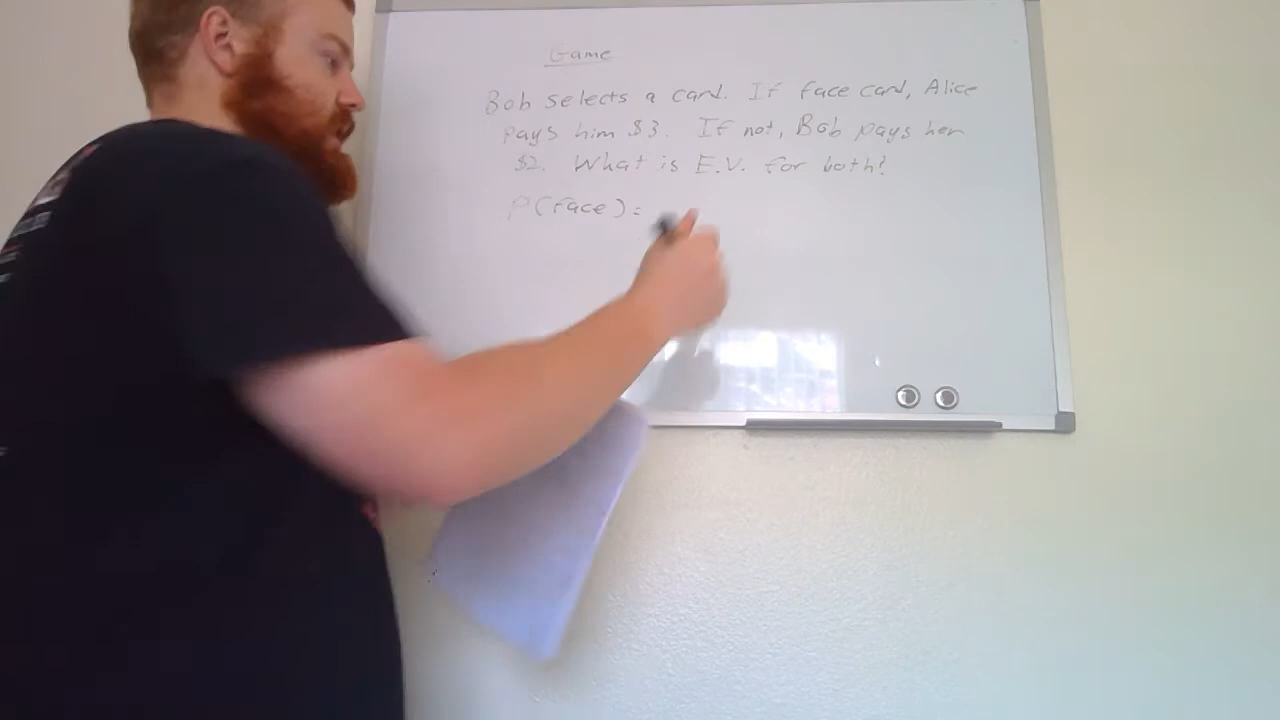 Game
Bob selects a card. If face card, Alice
pays him $3. If not, Bob pays her
$2. What is E.V. for both?
P(face) =